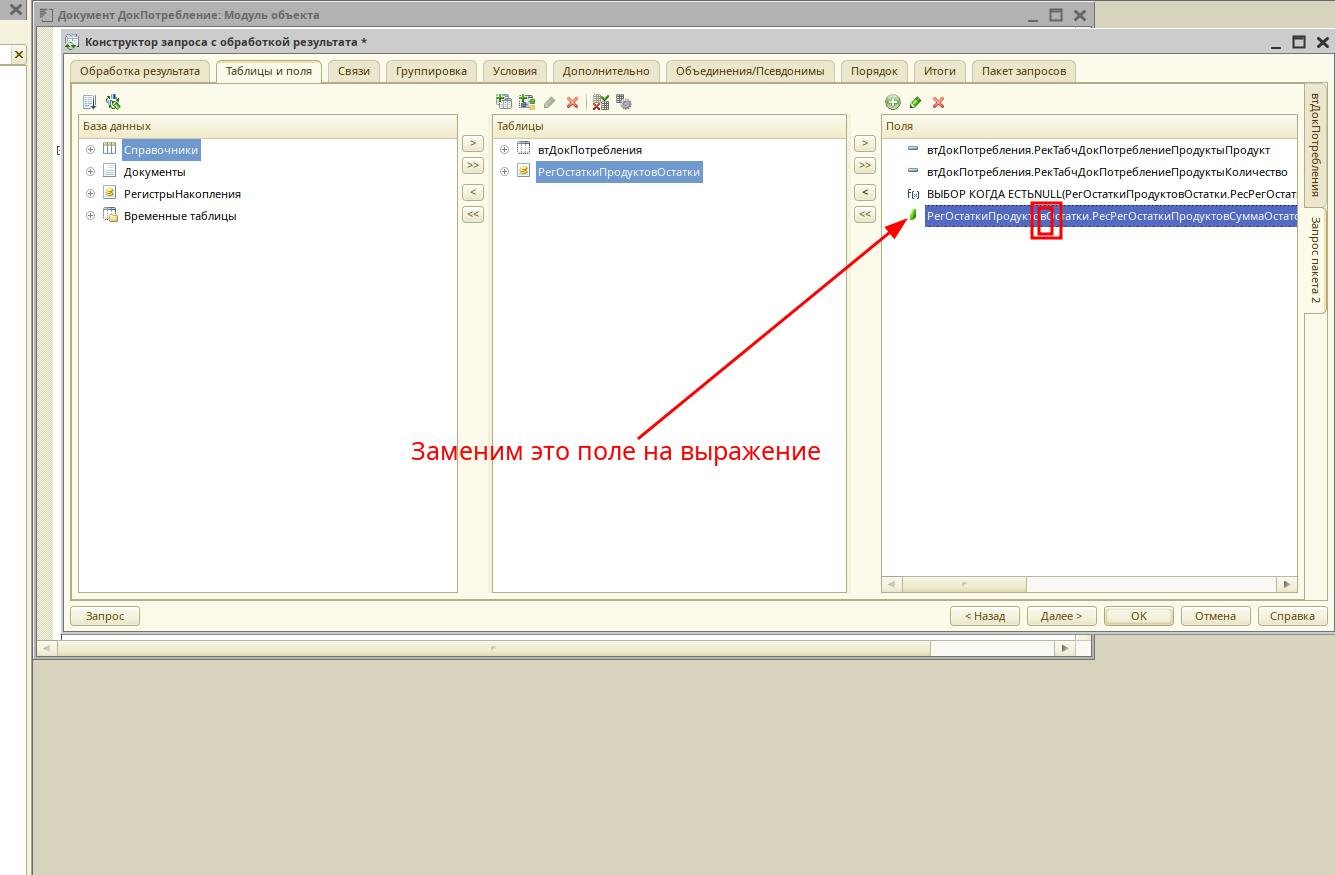 Документ ДокПотребление: Модуль объекта
Конструктор запроса с обработкой результата *
Обработка результата
Таблицы и поля
Связи
Группировка
Условия
Дополнительно
Объединения/Псевдонимы
Порядок
Итоги
Пакет запросов
База данных
Справочники
Документы
РегистрыНакопления
Временные таблицы
>
>>
<
<<
Таблицы
втДокПотребления
РегОстаткиПродуктовОстатки
>
>>
<
<<
Поля
втДокПотребления.РекТабчДокПотреблениеПродуктыПродукт
втДокПотребления.РекТабчДокПотреблениеПродуктыКоличество
ВЫБОР КОГДА ЕСТЬNULL(РегОстаткиПродуктовОстатки.РесРегОстат
РегОстаткиПродуктовОстатки.РесРегОстаткиПродуктовСуммаОстат
втДокПотребления
Запрос пакета 2
Заменим это поле на выражение
Запрос
< Назад
Далее >
OK
Отмена
Справка